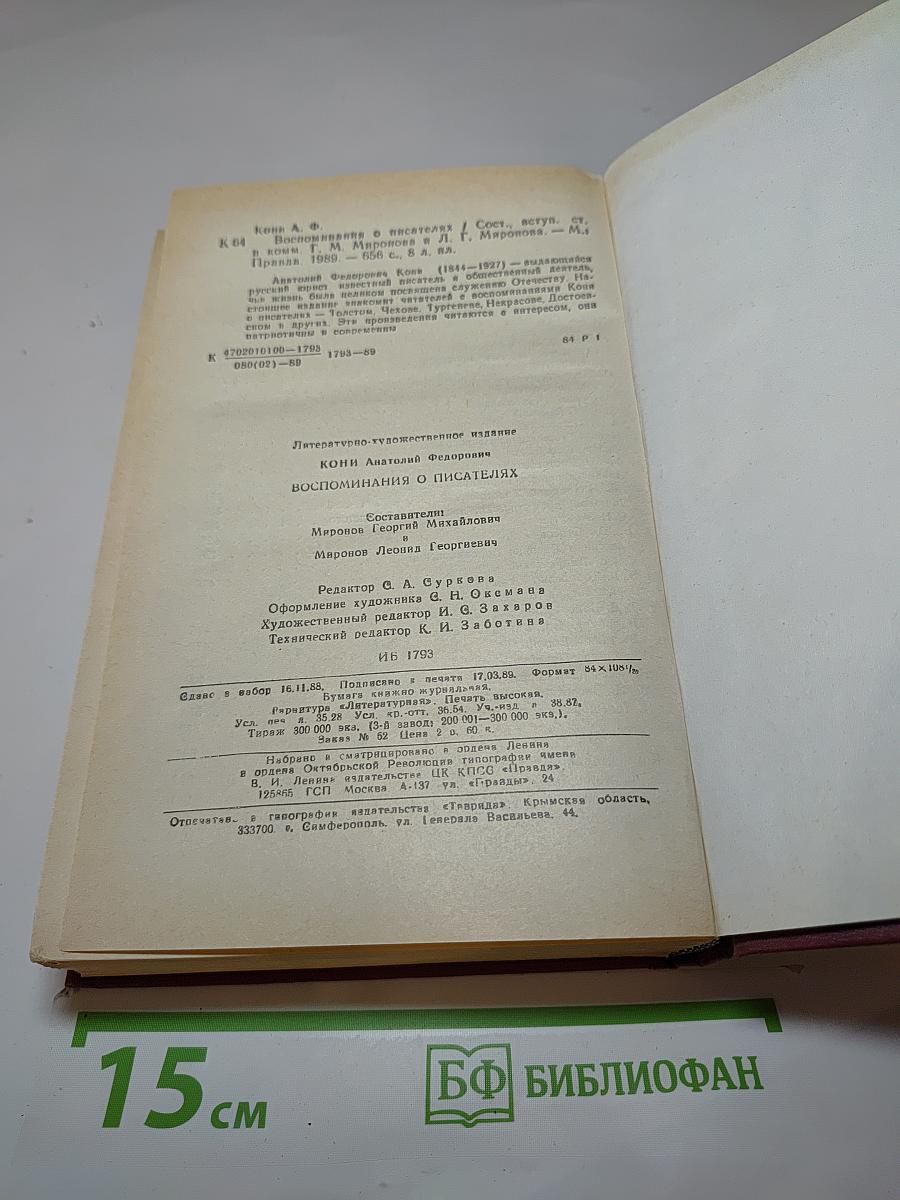 Кони А. Ф.
К 64 Воспоминания о писателях / Сост., вступ. ст.
и комм. Г. М. Миронова и Л. Г. Миронова. — М.:
Правда, 1989. — 656 с., 8 л. ил.
Анатолий Федорович Кони (1844—1927) — выдающийся
русский юрист, известный писатель и общественный деятель,
чья жизнь была целиком посвящена служению Отечеству. На-
стоящее издание знакомит читателей с воспоминаниями Кони
о писателях — Толстом, Чехове, Тургеневе, Некрасове, Достоев-
ском и других. Эти произведения читаются с интересом, они
патриотичны и современны
84 Р 1
К 4702010100—1793
080(02)—89 1793—89
Литературно-художественное издание
КОНИ Анатолий Федорович
ВОСПОМИНАНИЯ О ПИСАТЕЛЯХ
Составители:
Миронов Георгий Михайлович
и
Миронов Леонид Георгиевич
Редактор С. А. Суркова
Оформление художника С. Н. Оксмана
Художественный редактор И. С. Захаров
Технический редактор К. И. Заботина
ИБ 1793
Сдано в набор 16.11.88. Подписано к печати 17.03.89. Формат 84×108 1/32
Бумага книжно журнальная.
Гарнитура «Литературная». Печать высокая.
Усл. печ л. 35.28 Усл. кр.-отт. 36.54. Уч.-изд л 38.82.
Тираж 300 000 экз. (3-й завод: 200 001—300 000 экз.).
Заказ № 52 Цена 2 р. 60 к.
Набрано и сматрицировано в ордена Ленина
и ордена Октябрьской Революции типографии имени
В. И. Ленина издательства ЦК КПСС «Правда».
125865 ГСП Москва А-137 ул. «Правды». 24
Отпечатано в типографии издательства «Таврида». Крымская область,
333700. г. Симферополь. ул. Генерала Васильева. 44.
15 см
БФ БИБЛИОФАН